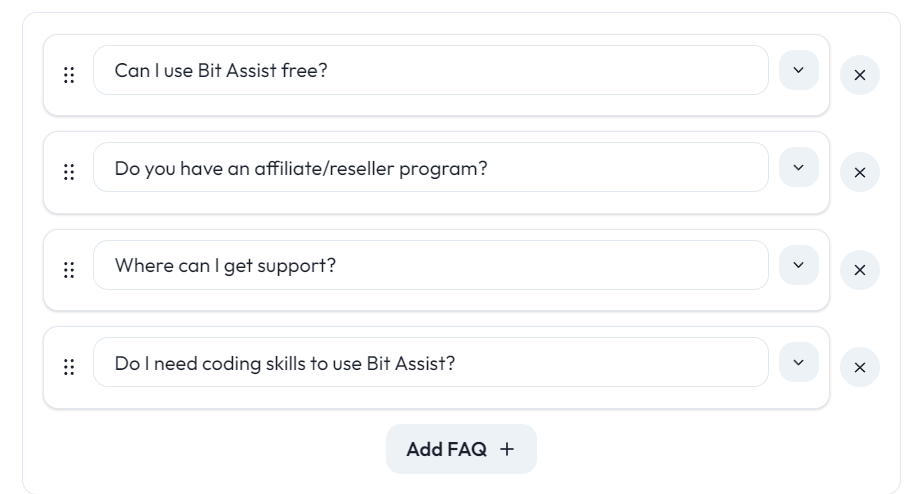 Can I use Bit Assist free?
Do you have an affiliate/reseller program?
Where can I get support?
Do I need coding skills to use Bit Assist?
Add FAQ +